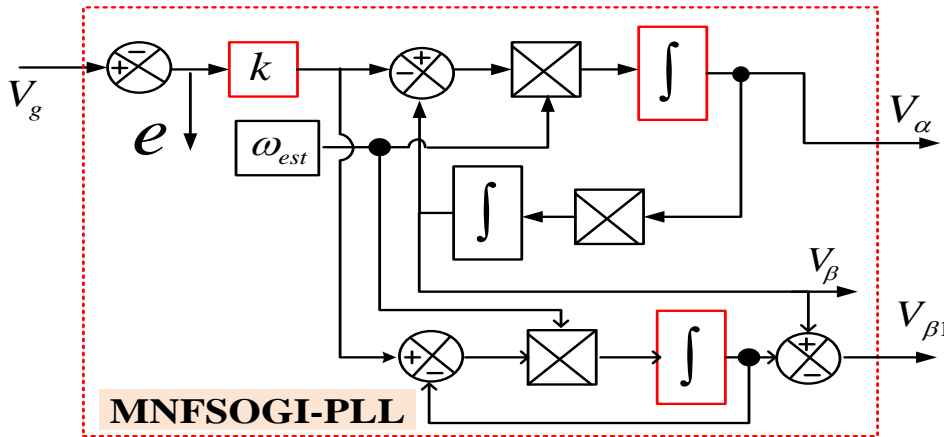 V_g
e
k
ω_est
∫
V_α
∫
V_β
∫
V_β1
MNFSOGI-PLL